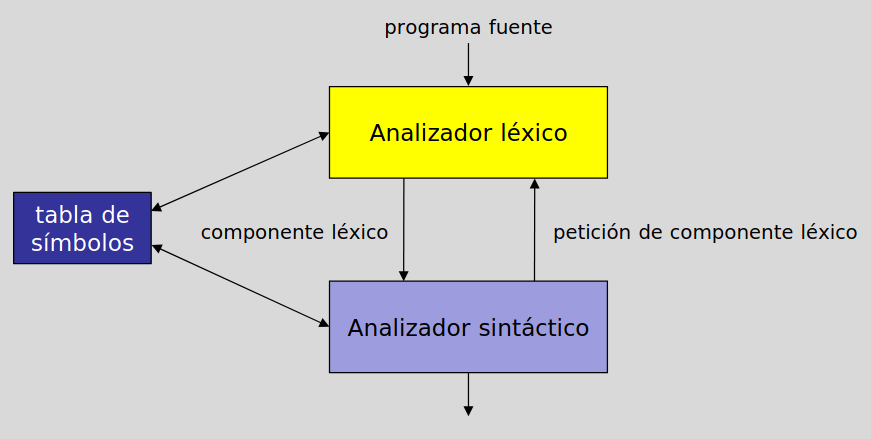 programa fuente
Analizador léxico
tabla de
símbolos
componente léxico
petición de componente léxico
Analizador sintáctico